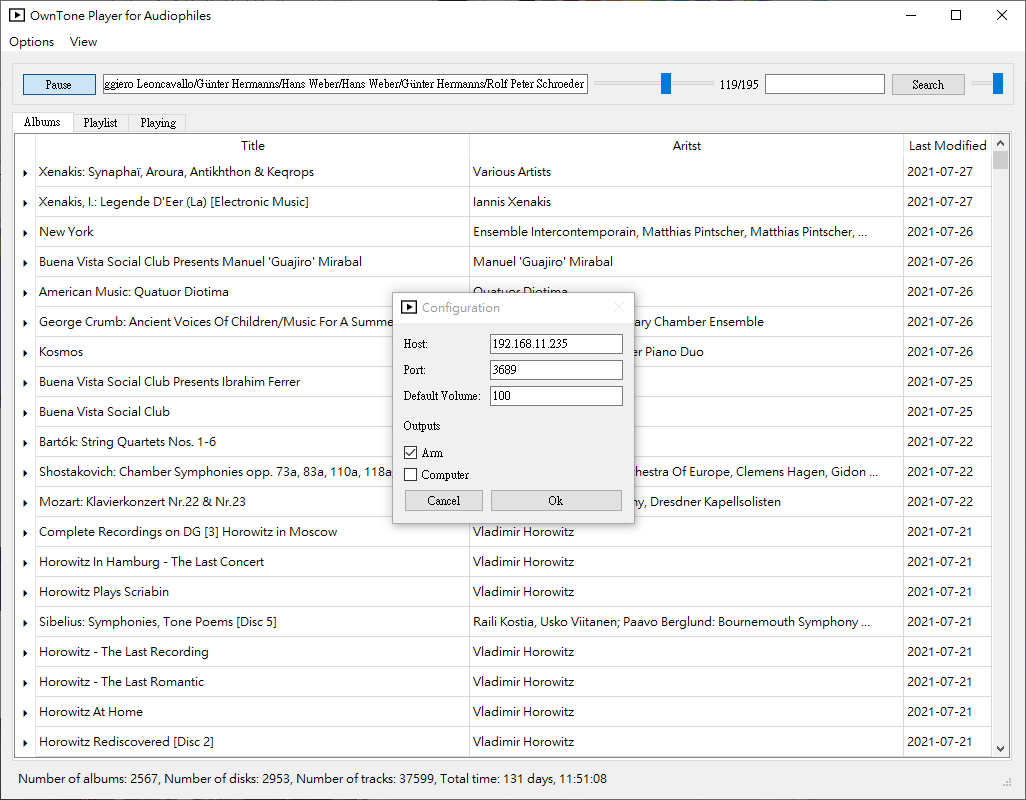 OwnTone Player for Audiophiles
Options View
Pause ggiero Leoncavallo/Günter Hermanns/Hans Weber/Hans Weber/Günter Hermanns/Rolf Peter Schroeder 119/195 Search
Albums Playlist Playing
Title Aritst Last Modified
Xenakis: Synaphaï, Aroura, Antikhthon & Keqrops Various Artists 2021-07-27
Xenakis, I.: Legende D'Eer (La) [Electronic Music] Iannis Xenakis 2021-07-27
New York Ensemble Intercontemporain, Matthias Pintscher, Matthias Pintscher, ... 2021-07-26
Buena Vista Social Club Presents Manuel 'Guajiro' Mirabal Manuel 'Guajiro' Mirabal 2021-07-26
American Music: Quatuor Diotima Quatuor Diotima 2021-07-26
George Crumb: Ancient Voices Of Children/Music For A Summe ary Chamber Ensemble 2021-07-26
Kosmos er Piano Duo 2021-07-26
Buena Vista Social Club Presents Ibrahim Ferrer 2021-07-25
Buena Vista Social Club 2021-07-25
Bartók: String Quartets Nos. 1-6 2021-07-22
Shostakovich: Chamber Symphonies opp. 73a, 83a, 110a, 118a hestra Of Europe, Clemens Hagen, Gidon ... 2021-07-22
Mozart: Klavierkonzert Nr.22 & Nr.23 ny, Dresdner Kapellsolisten 2021-07-22
Complete Recordings on DG [3] Horowitz in Moscow Vladimir Horowitz 2021-07-21
Horowitz In Hamburg - The Last Concert Vladimir Horowitz 2021-07-21
Horowitz Plays Scriabin Vladimir Horowitz 2021-07-21
Sibelius: Symphonies, Tone Poems [Disc 5] Raili Kostia, Usko Viitanen; Paavo Berglund: Bournemouth Symphony ... 2021-07-21
Horowitz - The Last Recording Vladimir Horowitz 2021-07-21
Horowitz - The Last Romantic Vladimir Horowitz 2021-07-21
Horowitz At Home Vladimir Horowitz 2021-07-21
Horowitz Rediscovered [Disc 2] Vladimir Horowitz 2021-07-21
Configuration
Host: 192.168.11.235
Port: 3689
Default Volume: 100
Outputs
Arm
Computer
Cancel Ok
Number of albums: 2567, Number of disks: 2953, Number of tracks: 37599, Total time: 131 days, 11:51:08